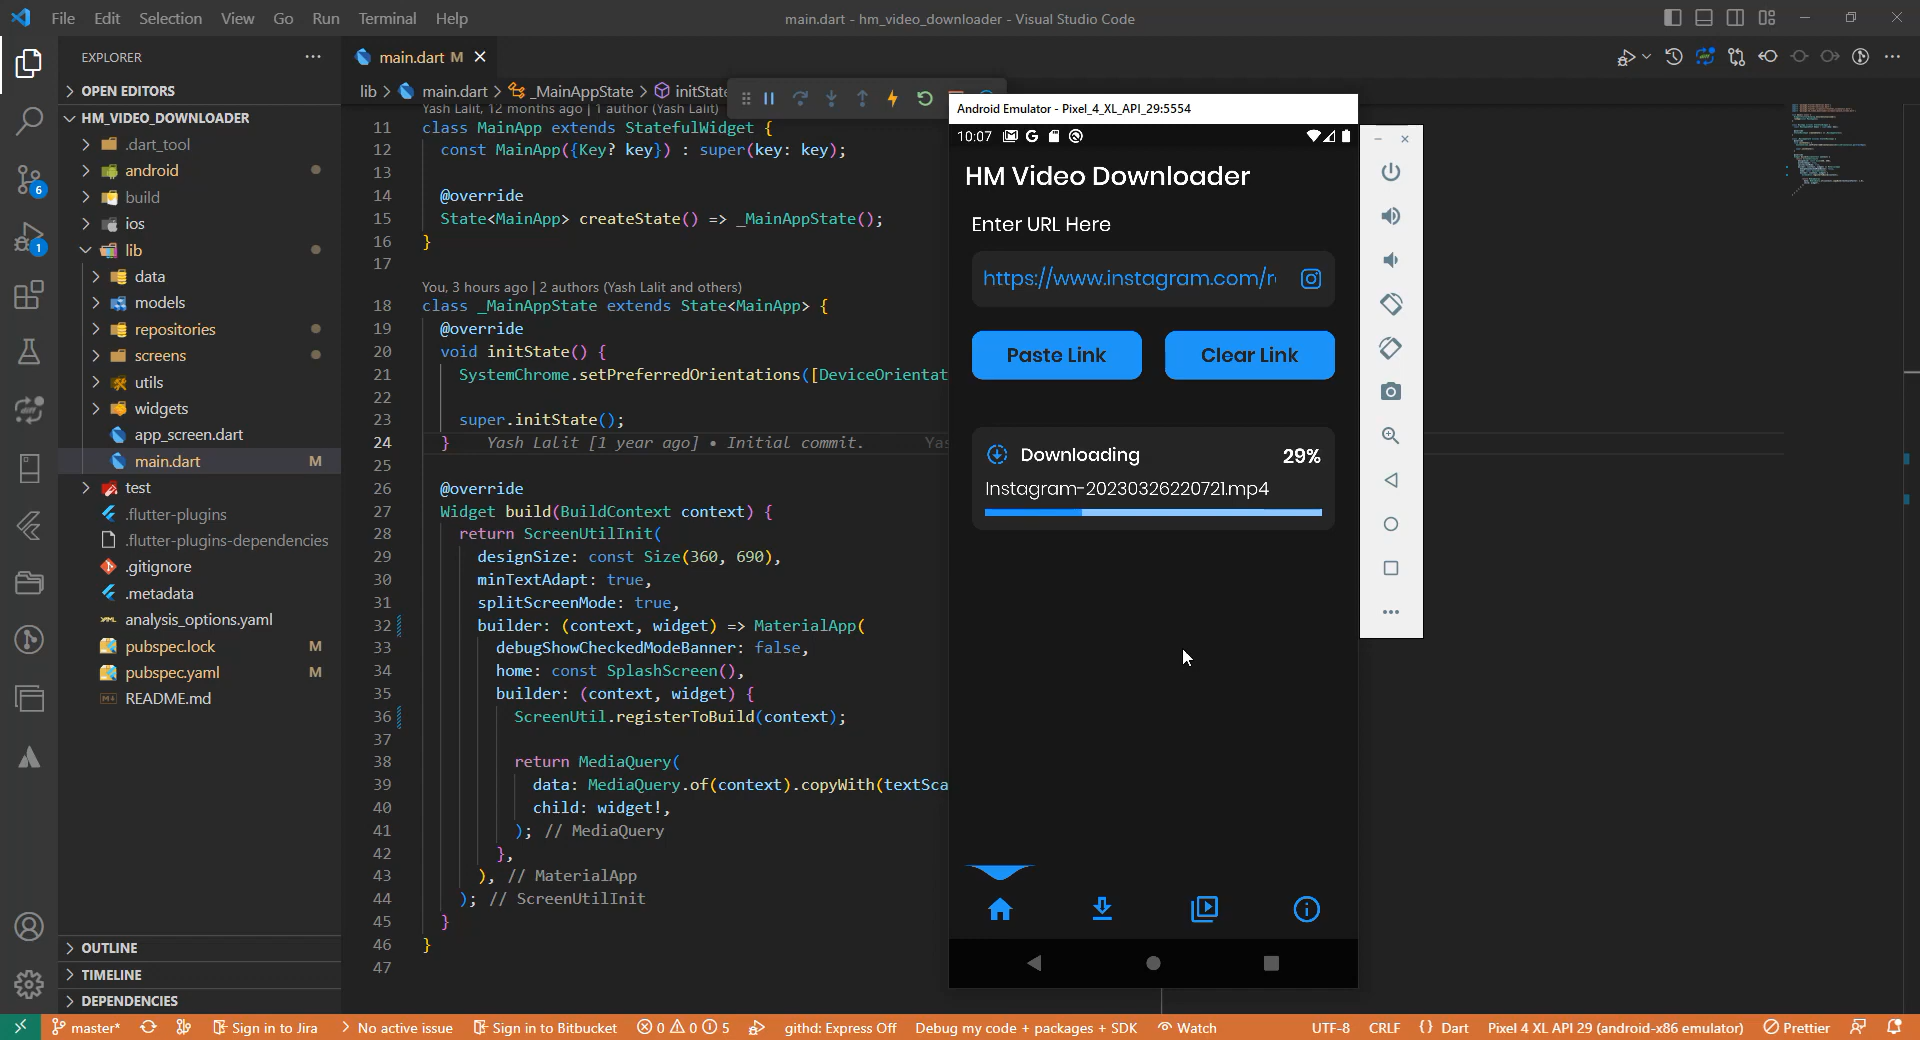 File Edit Selection View Go Run Terminal Help
main.dart - hm_video_downloader - Visual Studio Code
EXPLORER
OPEN EDITORS
HM_VIDEO_DOWNLOADER
.dart_tool
android
build
ios
lib
data
models
repositories
screens
utils
widgets
app_screen.dart
main.dart M
test
.flutter-plugins
.flutter-plugins-dependencies
.gitignore
.metadata
analysis_options.yaml
pubspec.lock M
pubspec.yaml M
README.md
OUTLINE
TIMELINE
DEPENDENCIES
6
1
main.dart M
lib > main.dart > _MainAppState > initState
Yash Lalit, 12 months ago | 1 author (Yash Lalit)
11 class MainApp extends StatefulWidget {
12 const MainApp({Key? key}) : super(key: key);
13
14 @override
15 State<MainApp> createState() => _MainAppState();
16 }
17
You, 3 hours ago | 2 authors (Yash Lalit and others)
18 class _MainAppState extends State<MainApp> {
19 @override
20 void initState() {
21 SystemChrome.setPreferredOrientations([DeviceOrientat
22
23 super.initState();
24 } Yash Lalit [1 year ago] • Initial commit. Yas
25
26 @override
27 Widget build(BuildContext context) {
28 return ScreenUtilInit(
29 designSize: const Size(360, 690),
30 minTextAdapt: true,
31 splitScreenMode: true,
32 builder: (context, widget) => MaterialApp(
33 debugShowCheckedModeBanner: false,
34 home: const SplashScreen(),
35 builder: (context, widget) {
36 ScreenUtil.registerToBuild(context);
37
38 return MediaQuery(
39 data: MediaQuery.of(context).copyWith(textSca
40 child: widget!,
41 ); // MediaQuery
42 },
43 ), // MaterialApp
44 ); // ScreenUtilInit
45 }
46 }
47
Android Emulator - Pixel_4_XL_API_29:5554
10:07
HM Video Downloader
Enter URL Here
https://www.instagram.com/r
Paste Link Clear Link
Downloading 29%
Instagram-20230326220721.mp4
master* Sign in to Jira No active issue Sign in to Bitbucket 0 0 5 githd: Express Off Debug my code + packages + SDK Watch UTF-8 CRLF {} Dart Pixel 4 XL API 29 (android-x86 emulator) Prettier